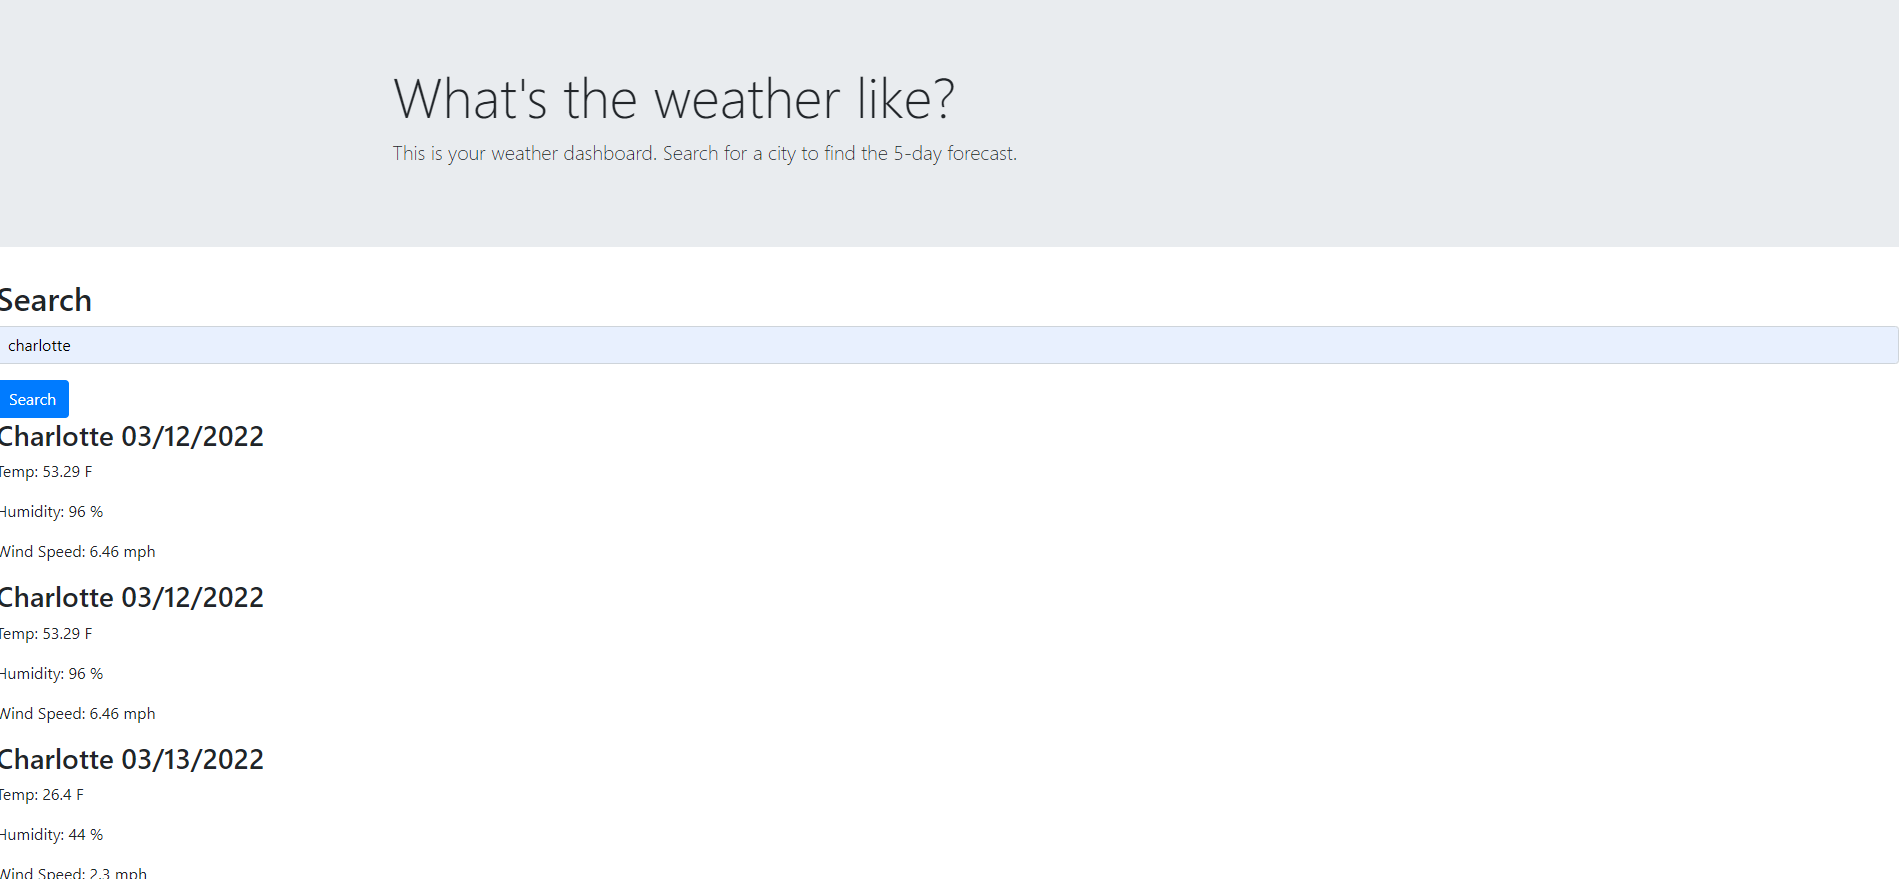 What's the weather like?
This is your weather dashboard. Search for a city to find the 5-day forecast.
Search
charlotte
Search
Charlotte 03/12/2022
Temp: 53.29 F
Humidity: 96 %
Wind Speed: 6.46 mph
Charlotte 03/12/2022
Temp: 53.29 F
Humidity: 96 %
Wind Speed: 6.46 mph
Charlotte 03/13/2022
Temp: 26.4 F
Humidity: 44 %
Wind Speed: 2.3 mph